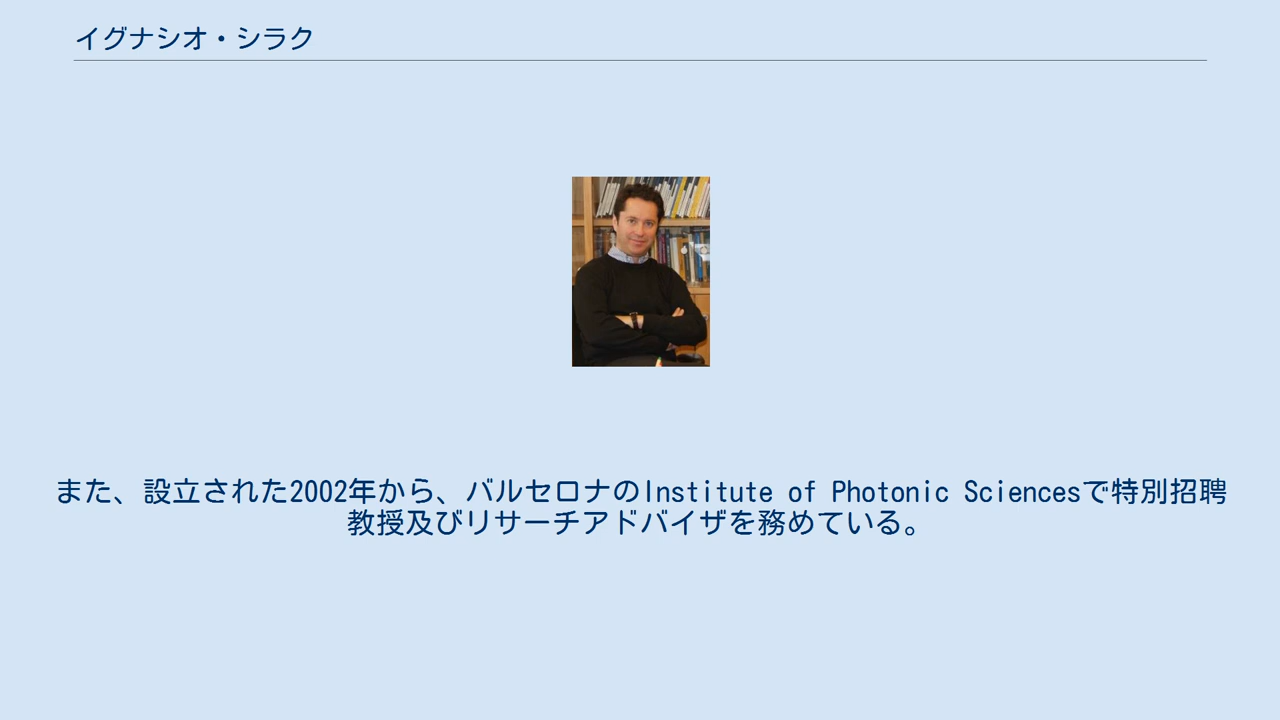 イグナシオ・シラク
また、設立された2002年から、バルセロナのInstitute of Photonic Sciencesで特別招聘
教授及びリサーチアドバイザを務めている。